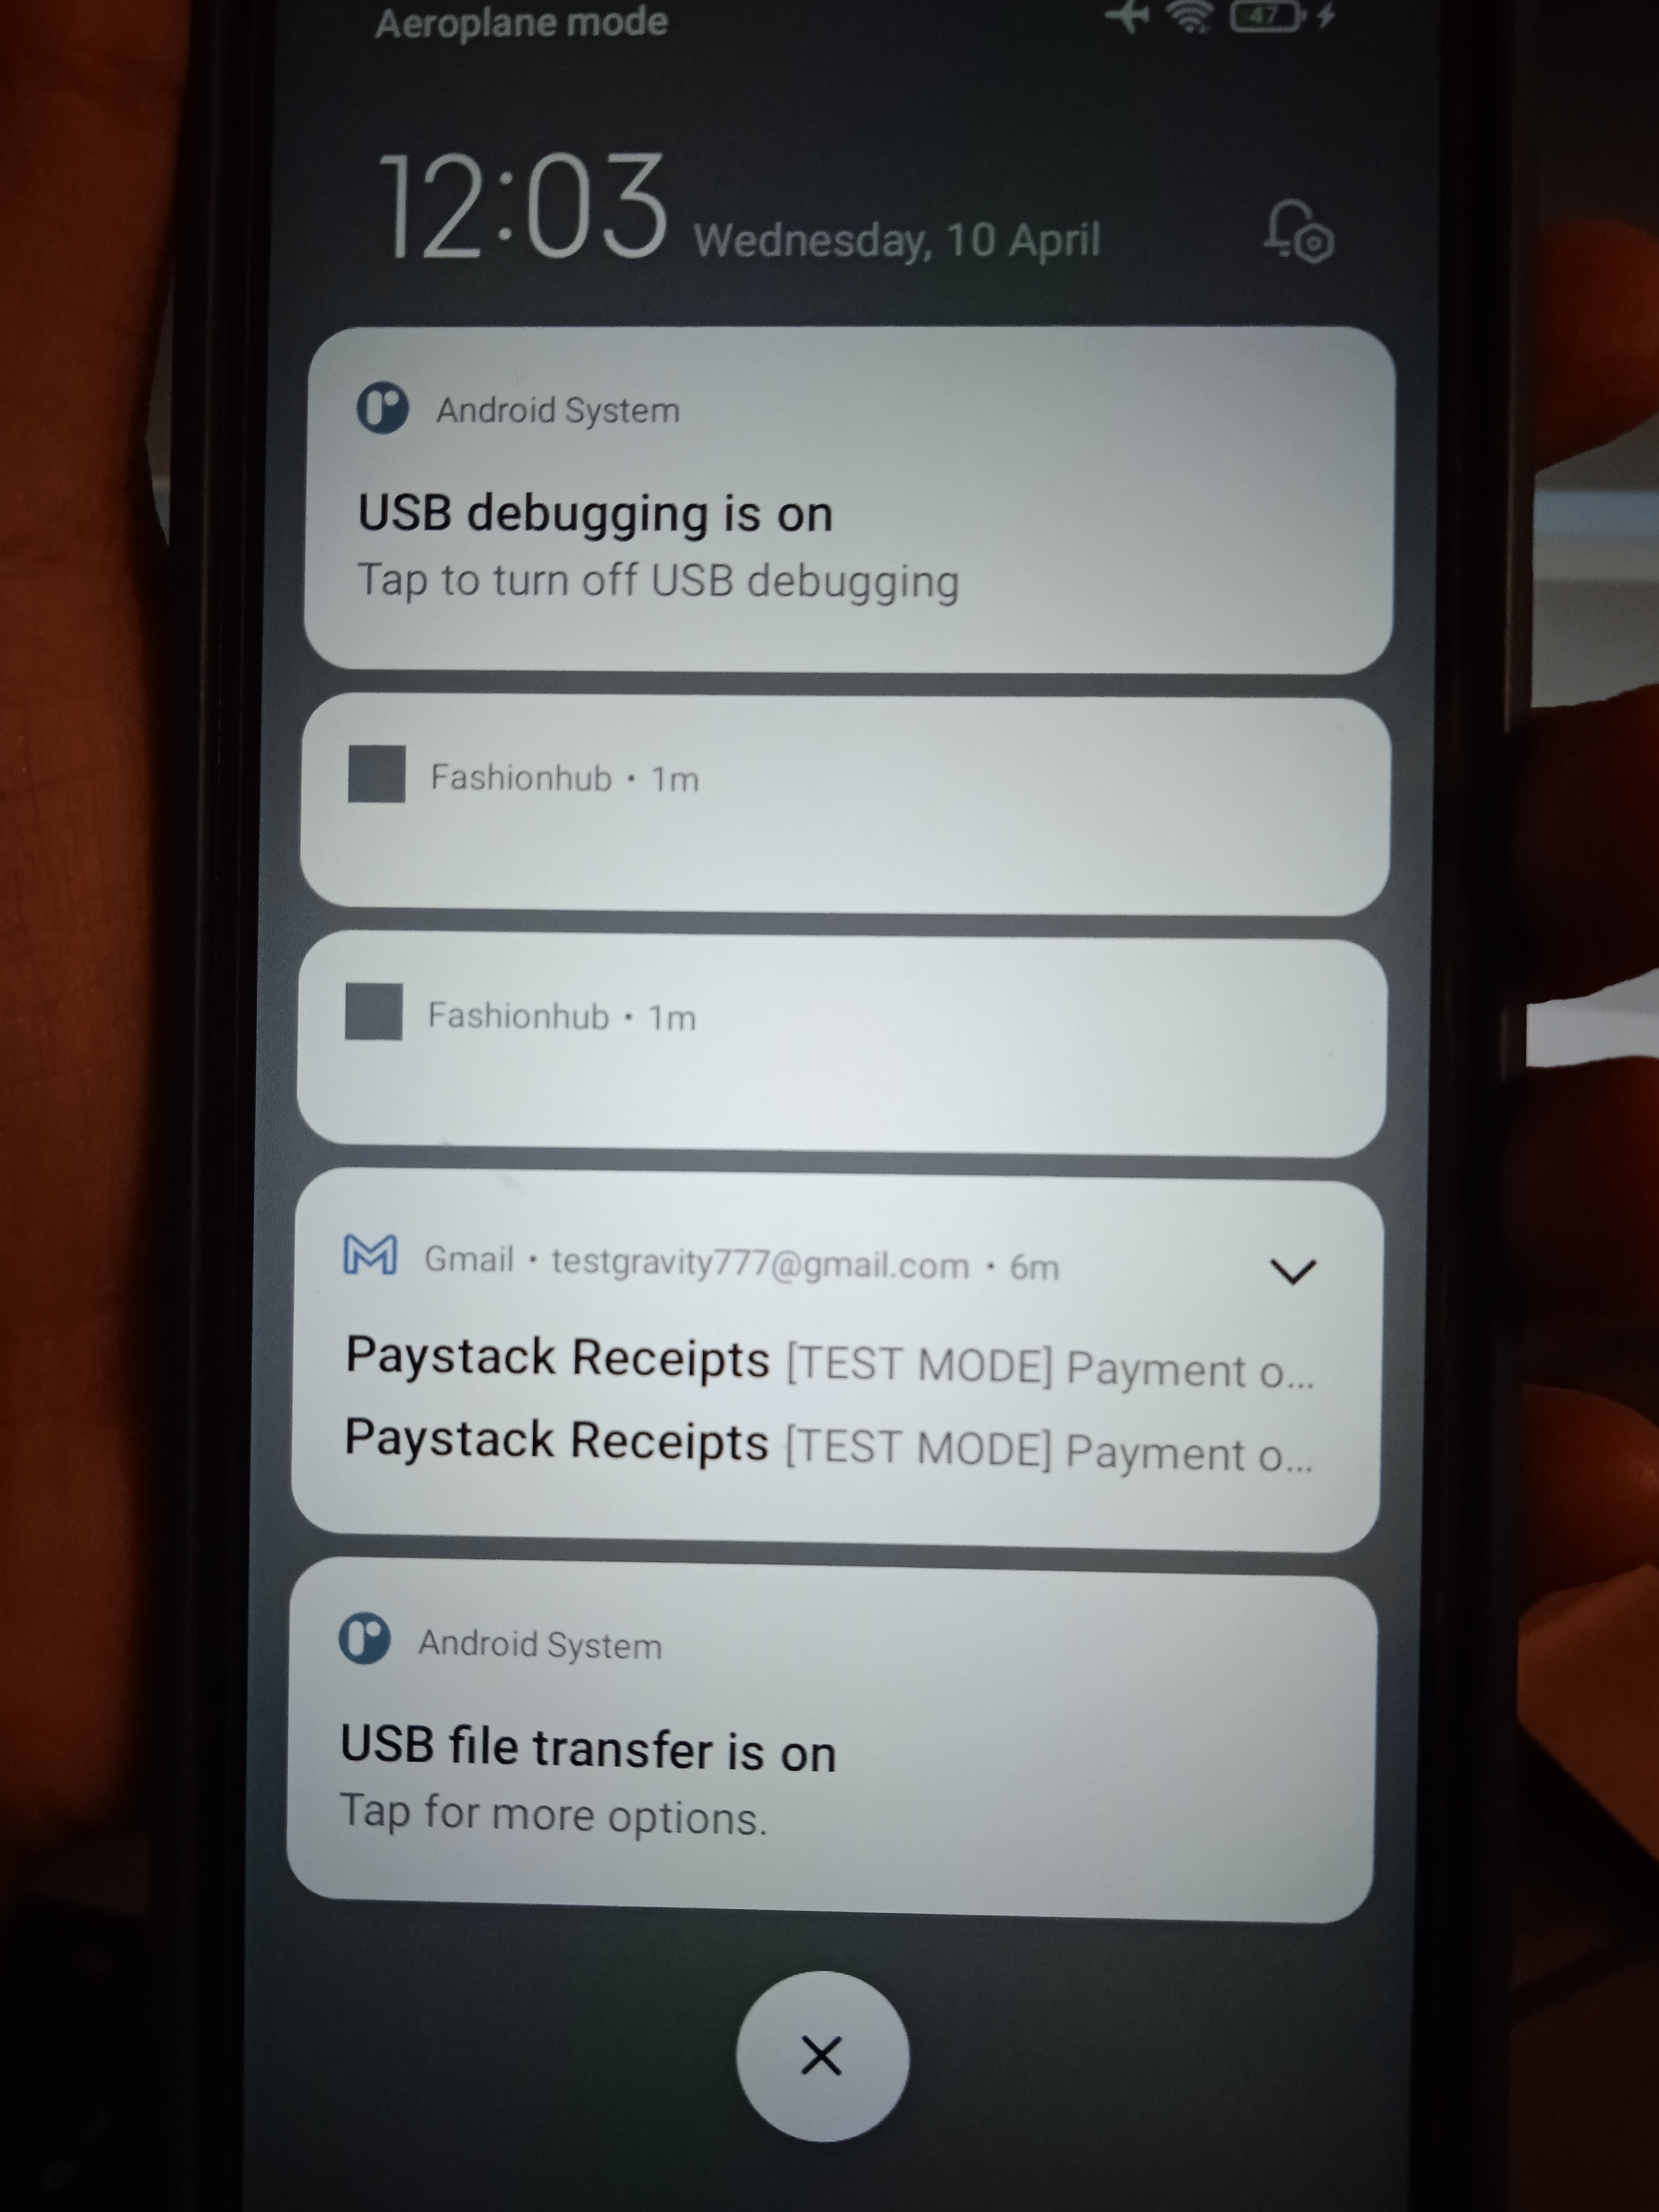 Aeroplane mode
47
12:03 Wednesday, 10 April
Android System
USB debugging is on
Tap to turn off USB debugging
Fashionhub • 1m
Fashionhub • 1m
Gmail • testgravity777@gmail.com • 6m
Paystack Receipts [TEST MODE] Payment o...
Paystack Receipts [TEST MODE] Payment o...
Android System
USB file transfer is on
Tap for more options.